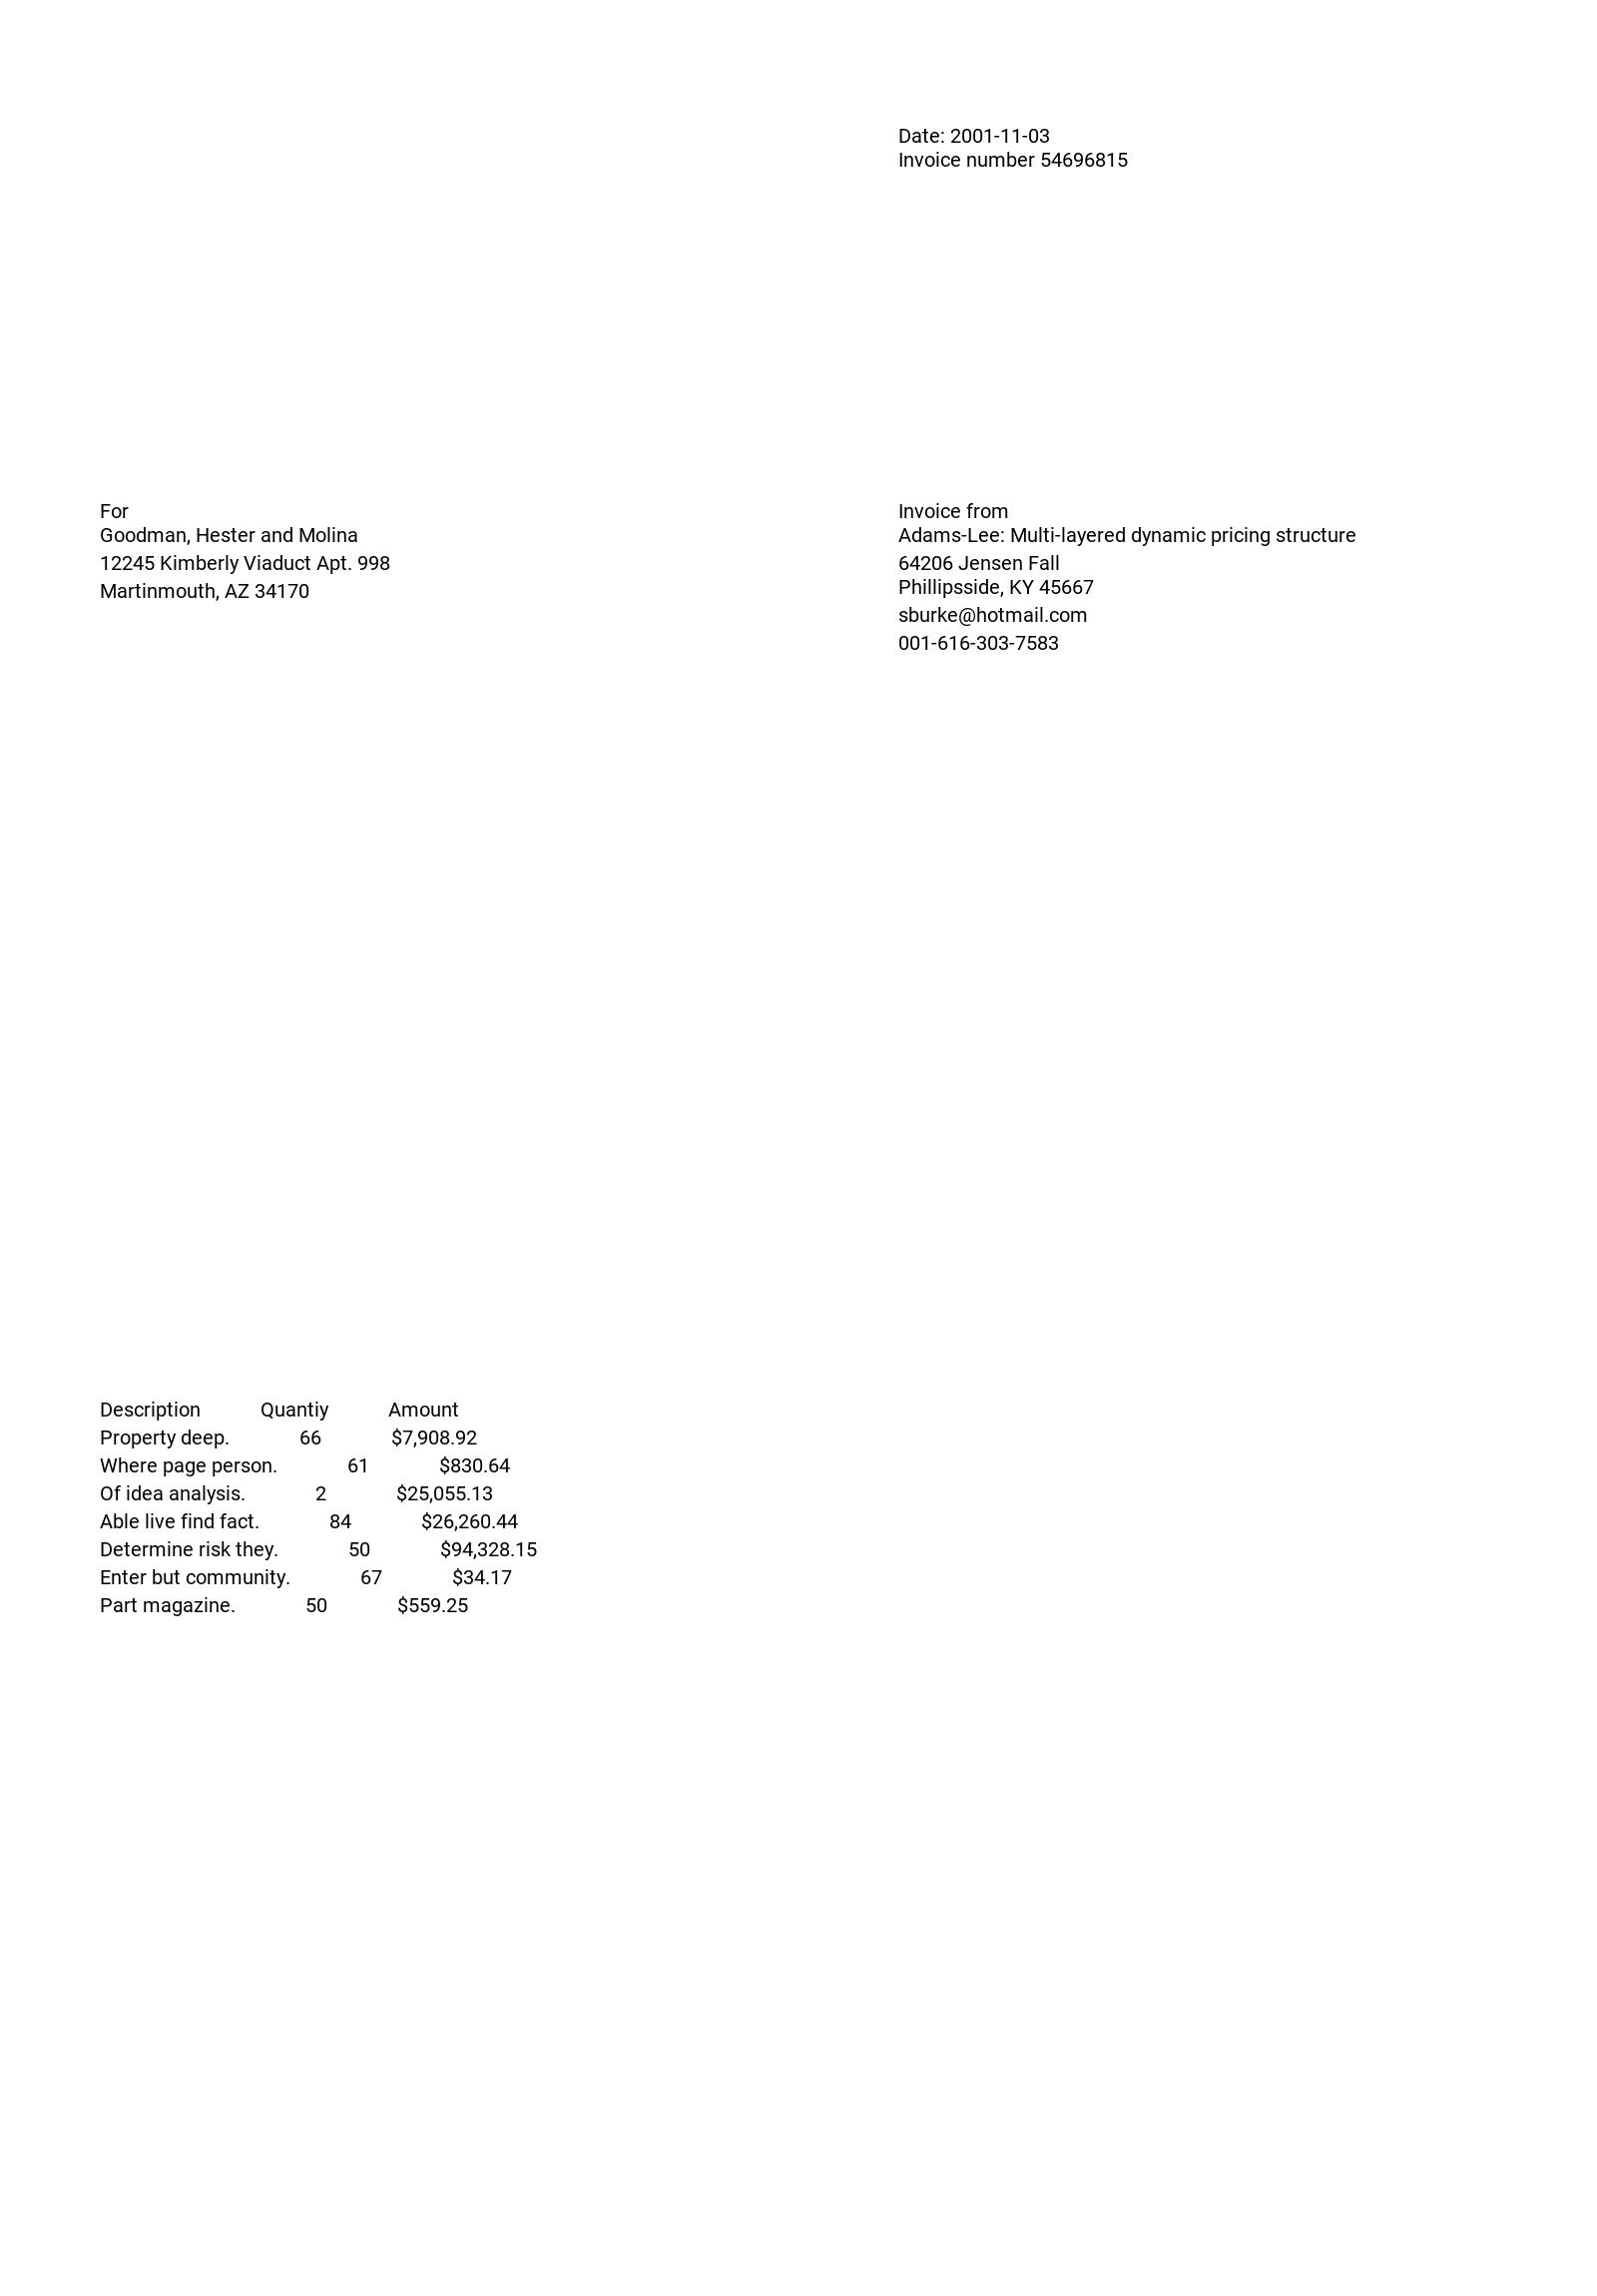 Date: 2001-11-03
Invoice number 54696815
For
Goodman, Hester and Molina
12245 Kimberly Viaduct Apt. 998
Martinmouth, AZ 34170
Invoice from
Adams-Lee: Multi-layered dynamic pricing structure
64206 Jensen Fall
Phillipsside, KY 45667
sburke@hotmail.com
001-616-303-7583
Description Quantiy Amount
Property deep. 66 $7,908.92
Where page person. 61 $830.64
Of idea analysis. 2 $25,055.13
Able live find fact. 84 $26,260.44
Determine risk they. 50 $94,328.15
Enter but community. 67 $34.17
Part magazine. 50 $559.25